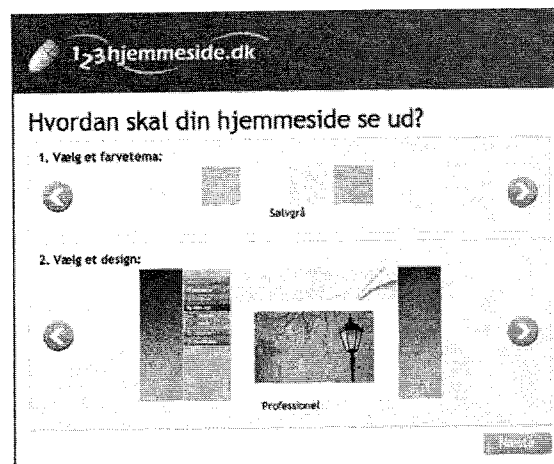 123hjemmeside.dk
Hvordan skal din hjemmeside se ud?
1. Vælg et farvetema:
Sølvgrå
2. Vælg et design:
Professionel